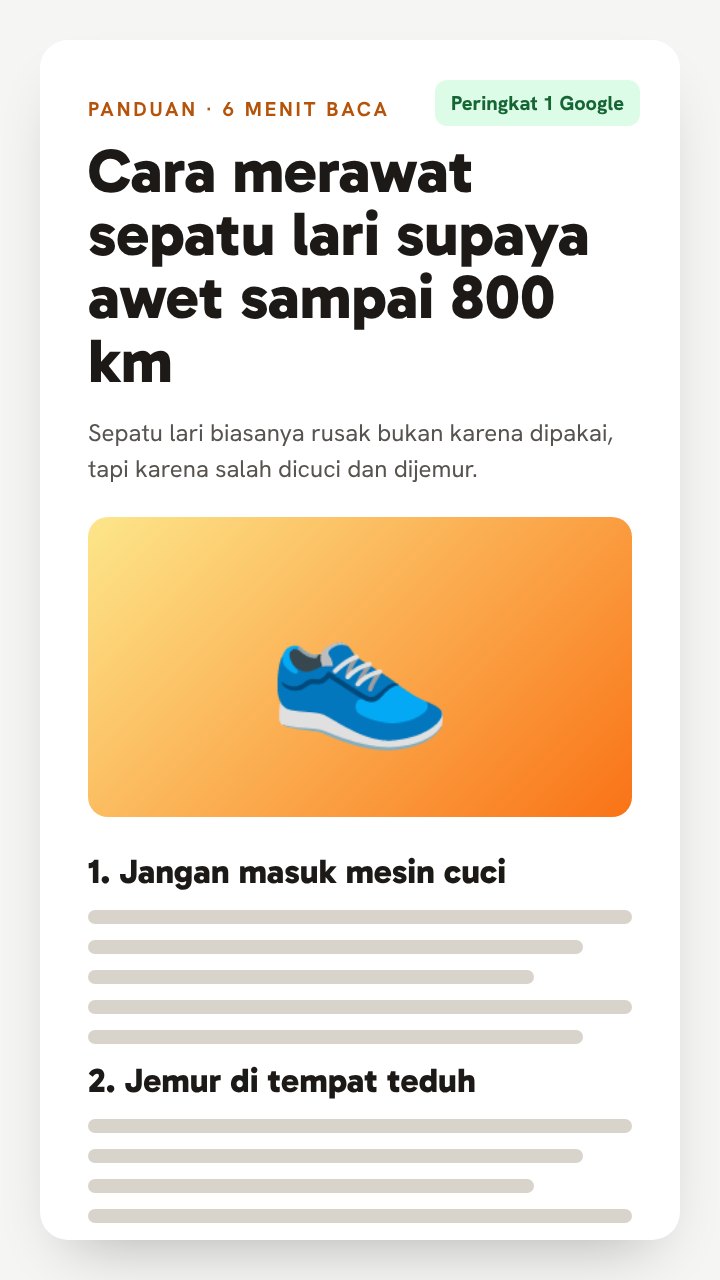 PANDUAN · 6 MENIT BACA
Peringkat 1 Google
Cara merawat
sepatu lari supaya
awet sampai 800
km
Sepatu lari biasanya rusak bukan karena dipakai,
tapi karena salah dicuci dan dijemur.
1. Jangan masuk mesin cuci
2. Jemur di tempat teduh